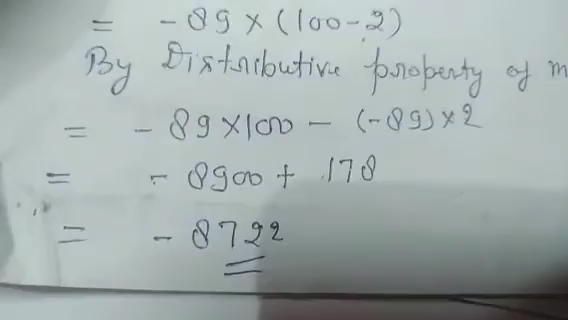 = -89 × (100-2)
By Distributive property of m
= -89×100 - (-89)×2
= -8900 + 178
= -8722